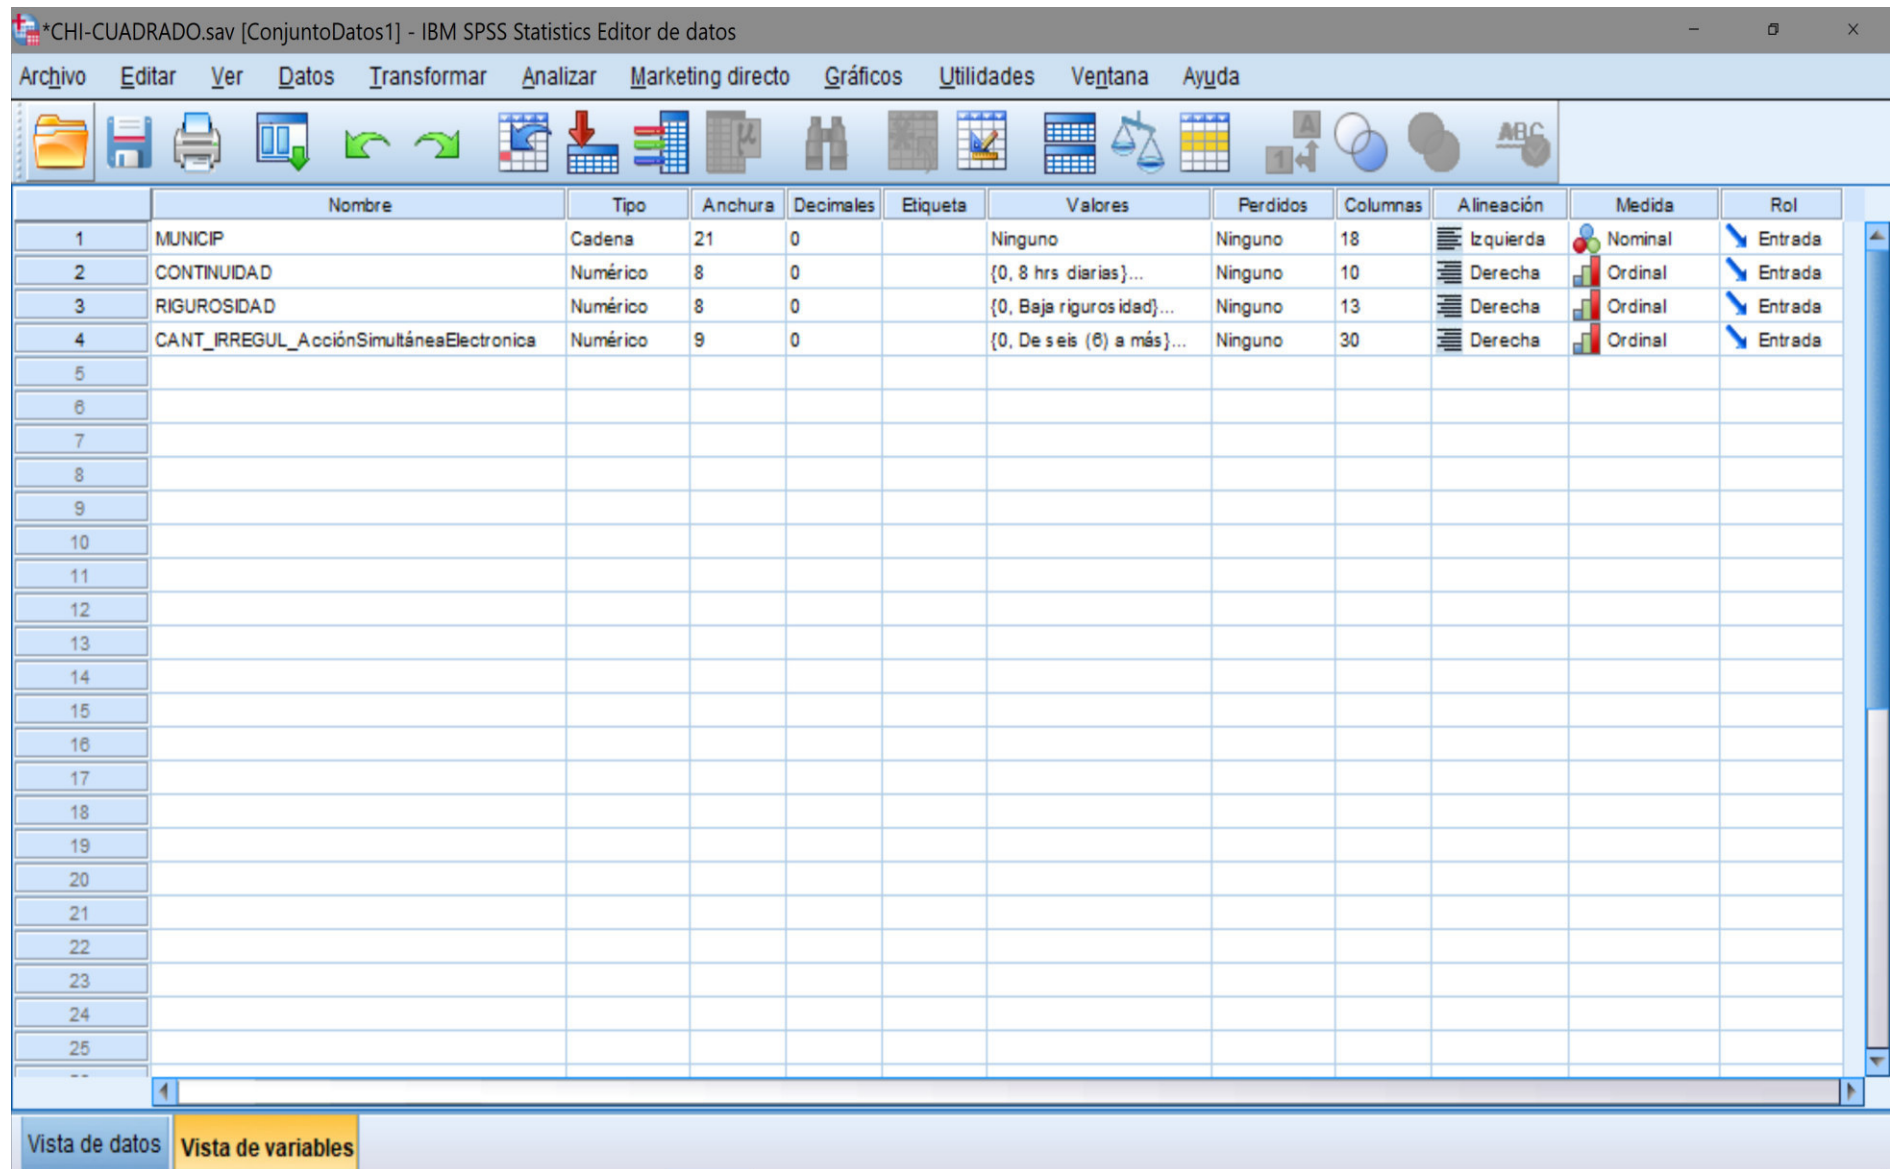 *CHI-CUADRADO.sav [ConjuntoDatos1] - IBM SPSS Statistics Editor de datos
Archivo Editar Ver Datos Transformar Analizar Marketing directo Gráficos Utilidades Ventana Ayuda
A
1
μ
ABC
Nombre Tipo Anchura Decimales Etiqueta Valores Perdidos Columnas Alineación Medida Rol
1 MUNICIP Cadena 21 0 Ninguno Ninguno 18 Izquierda Nominal Entrada
2 CONTINUIDAD Numérico 8 0 {0, 8 hrs diarias}... Ninguno 10 Derecha Ordinal Entrada
3 RIGUROSIDAD Numérico 8 0 {0, Baja rigurosidad}... Ninguno 13 Derecha Ordinal Entrada
4 CANT_IRREGUL_AcciónSimultáneaElectronica Numérico 9 0 {0, De seis (6) a más}... Ninguno 30 Derecha Ordinal Entrada
5
6
7
8
9
10
11
12
13
14
15
16
17
18
19
20
21
22
23
24
25
Vista de datos Vista de variables